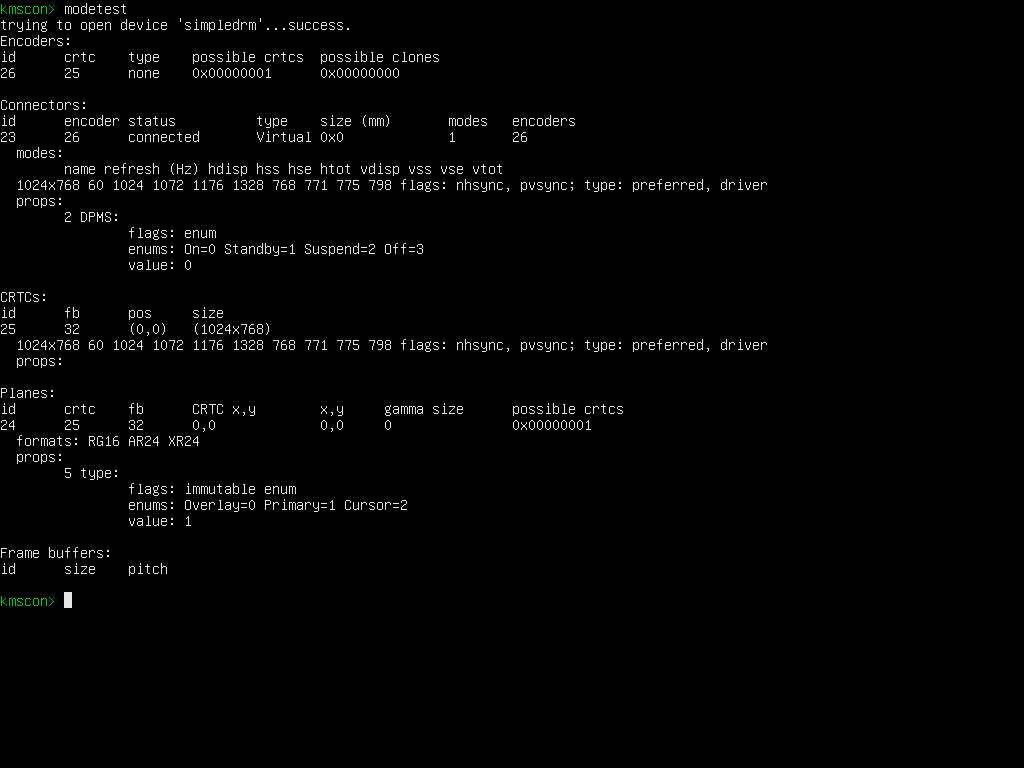 kmscon> modetest
trying to open device 'simpledrm'...success.
Encoders:
id      crtc    type    possible crtcs  possible clones
26      25      none    0x00000001      0x00000000

Connectors:
id      encoder status          type    size (mm)       modes   encoders
23      26      connected       Virtual 0x0             1       26
  modes:
        name refresh (Hz) hdisp hss hse htot vdisp vss vse vtot
  1024x768 60 1024 1072 1176 1328 768 771 775 798 flags: nhsync, pvsync; type: preferred, driver
  props:
        2 DPMS:
                flags: enum
                enums: On=0 Standby=1 Suspend=2 Off=3
                value: 0

CRTCs:
id      fb      pos     size
25      32      (0,0)   (1024x768)
  1024x768 60 1024 1072 1176 1328 768 771 775 798 flags: nhsync, pvsync; type: preferred, driver
  props:

Planes:
id      crtc    fb      CRTC x,y        x,y     gamma size      possible crtcs
24      25      32      0,0             0,0     0               0x00000001
  formats: RG16 AR24 XR24
  props:
        5 type:
                flags: immutable enum
                enums: Overlay=0 Primary=1 Cursor=2
                value: 1

Frame buffers:
id      size    pitch

kmscon>